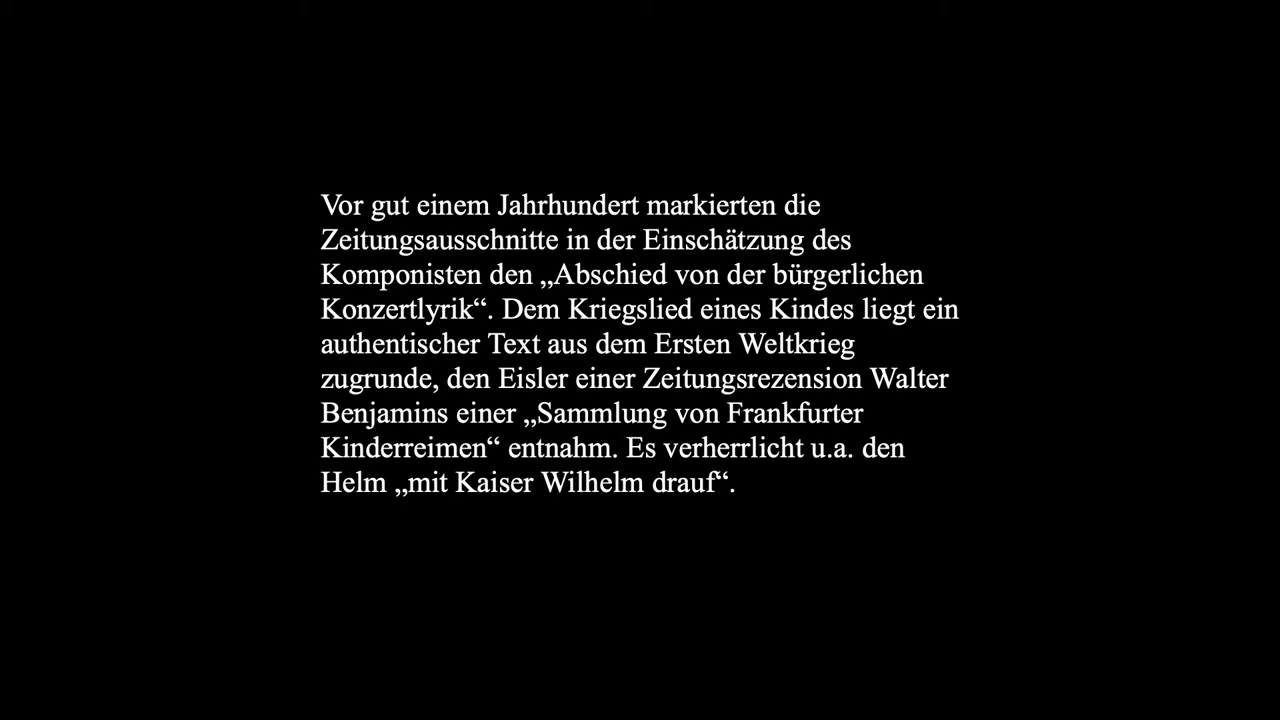 Vor gut einem Jahrhundert markierten die
Zeitungsausschnitte in der Einschätzung des
Komponisten den „Abschied von der bürgerlichen
Konzertlyrik“. Dem Kriegslied eines Kindes liegt ein
authentischer Text aus dem Ersten Weltkrieg
zugrunde, den Eisler einer Zeitungsrezension Walter
Benjamins einer „Sammlung von Frankfurter
Kinderreimen“ entnahm. Es verherrlicht u.a. den
Helm „mit Kaiser Wilhelm drauf“.